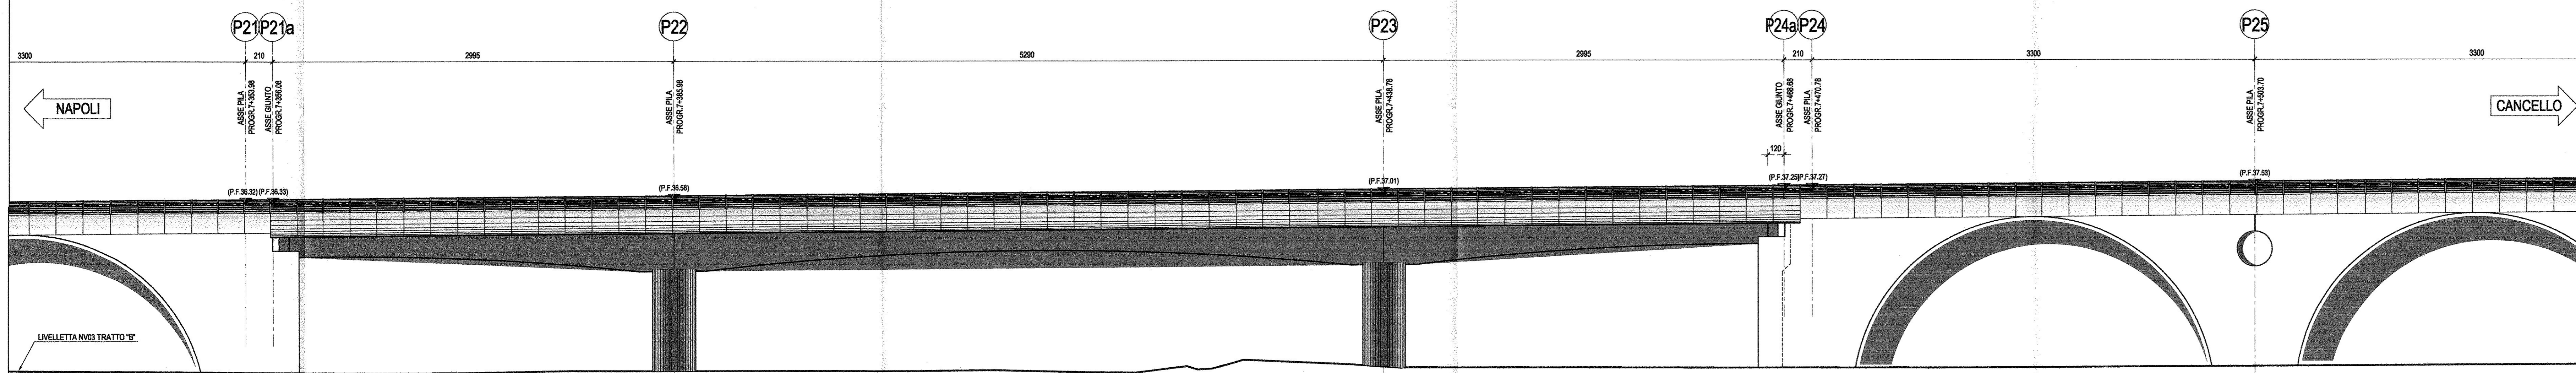 P21 P21a P22 P23 P24a P24 P25
3300 210 2995 5290 2995 210 3300 3300
ASSE PILA
PROGR.7+353.98
ASSE GIUNTO
PROGR.7+356.08
ASSE PILA
PROGR.7+385.98
ASSE PILA
PROGR.7+438.78
ASSE GIUNTO
PROGR.7+468.68
ASSE PILA
PROGR.7+470.78
ASSE PILA
PROGR.7+503.70
NAPOLI
CANCELLO
120
(P.F.36.32) (P.F.36.33) (P.F.36.58) (P.F.37.01) (P.F.37.25) (P.F.37.27) (P.F.37.53)
LIVELLETTA NV03 TRATTO "B"